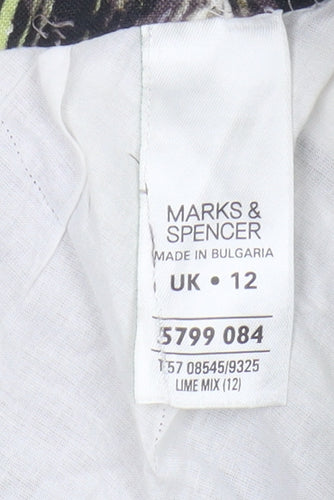 MARKS &
SPENCER
MADE IN BULGARIA
UK • 12
5799 084
T57 08545/9325
LIME MIX (12)